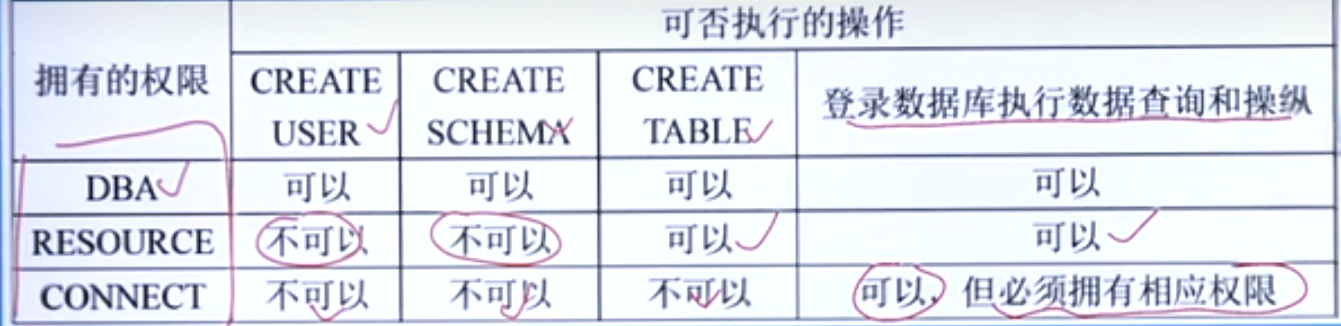 可否执行的操作
拥有的权限
CREATE USER
CREATE SCHEMA
CREATE TABLE
登录数据库执行数据查询和操纵
DBA 可以 可以 可以 可以
RESOURCE 不可以 不可以 可以 可以
CONNECT 不可以 不可以 不可以 可以，但必须拥有相应权限